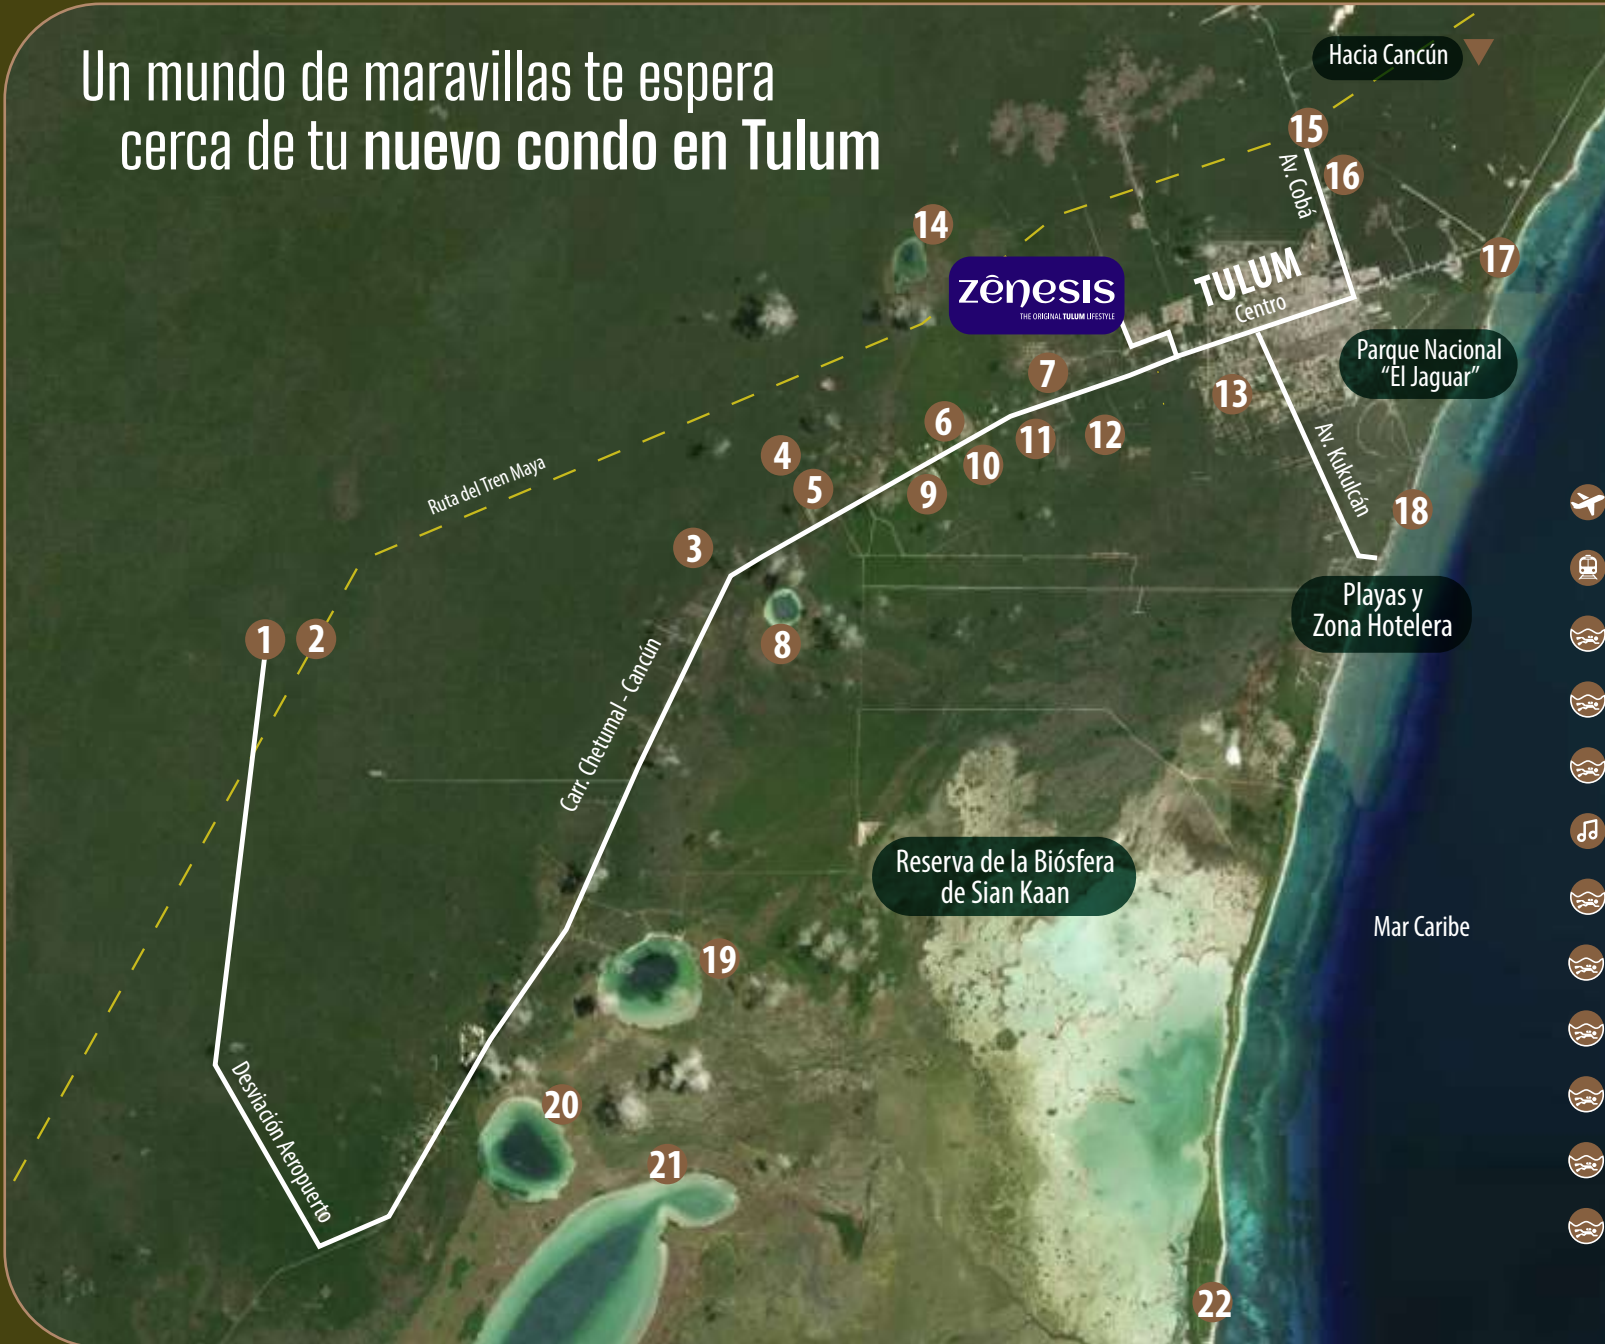 Un mundo de maravillas te espera
cerca de tu nuevo condo en Tulum
Hacia Cancún
15
Av. Cobá
16
14
17
zênesis
THE ORIGINAL TULUM LIFESTYLE
TULUM
Centro
Parque Nacional
“El Jaguar”
7
13
6
11
12
4
10
Av. Kukulcán
5
9
Ruta del Tren Maya
18
3
Playas y
Zona Hotelera
1
2
8
Carr. Chetumal - Cancún
Reserva de la Biósfera
de Sian Kaan
Mar Caribe
19
Desviación Aeropuerto
20
21
22